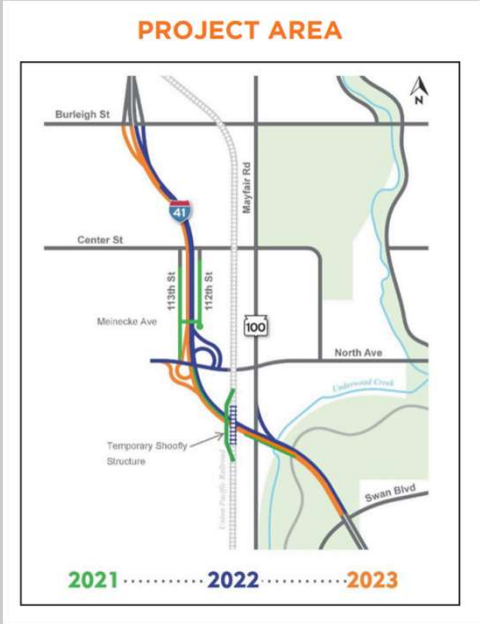 PROJECT AREA
N
Burleigh St
Mayfair Rd
41
Center St
113th St
112th St
Meinecke Ave
100
North Ave
Underwood Creek
Temporary Shoofly
Structure
Union Pacific Railroad
Swan Blvd
2021 ........... 2022 ........... 2023